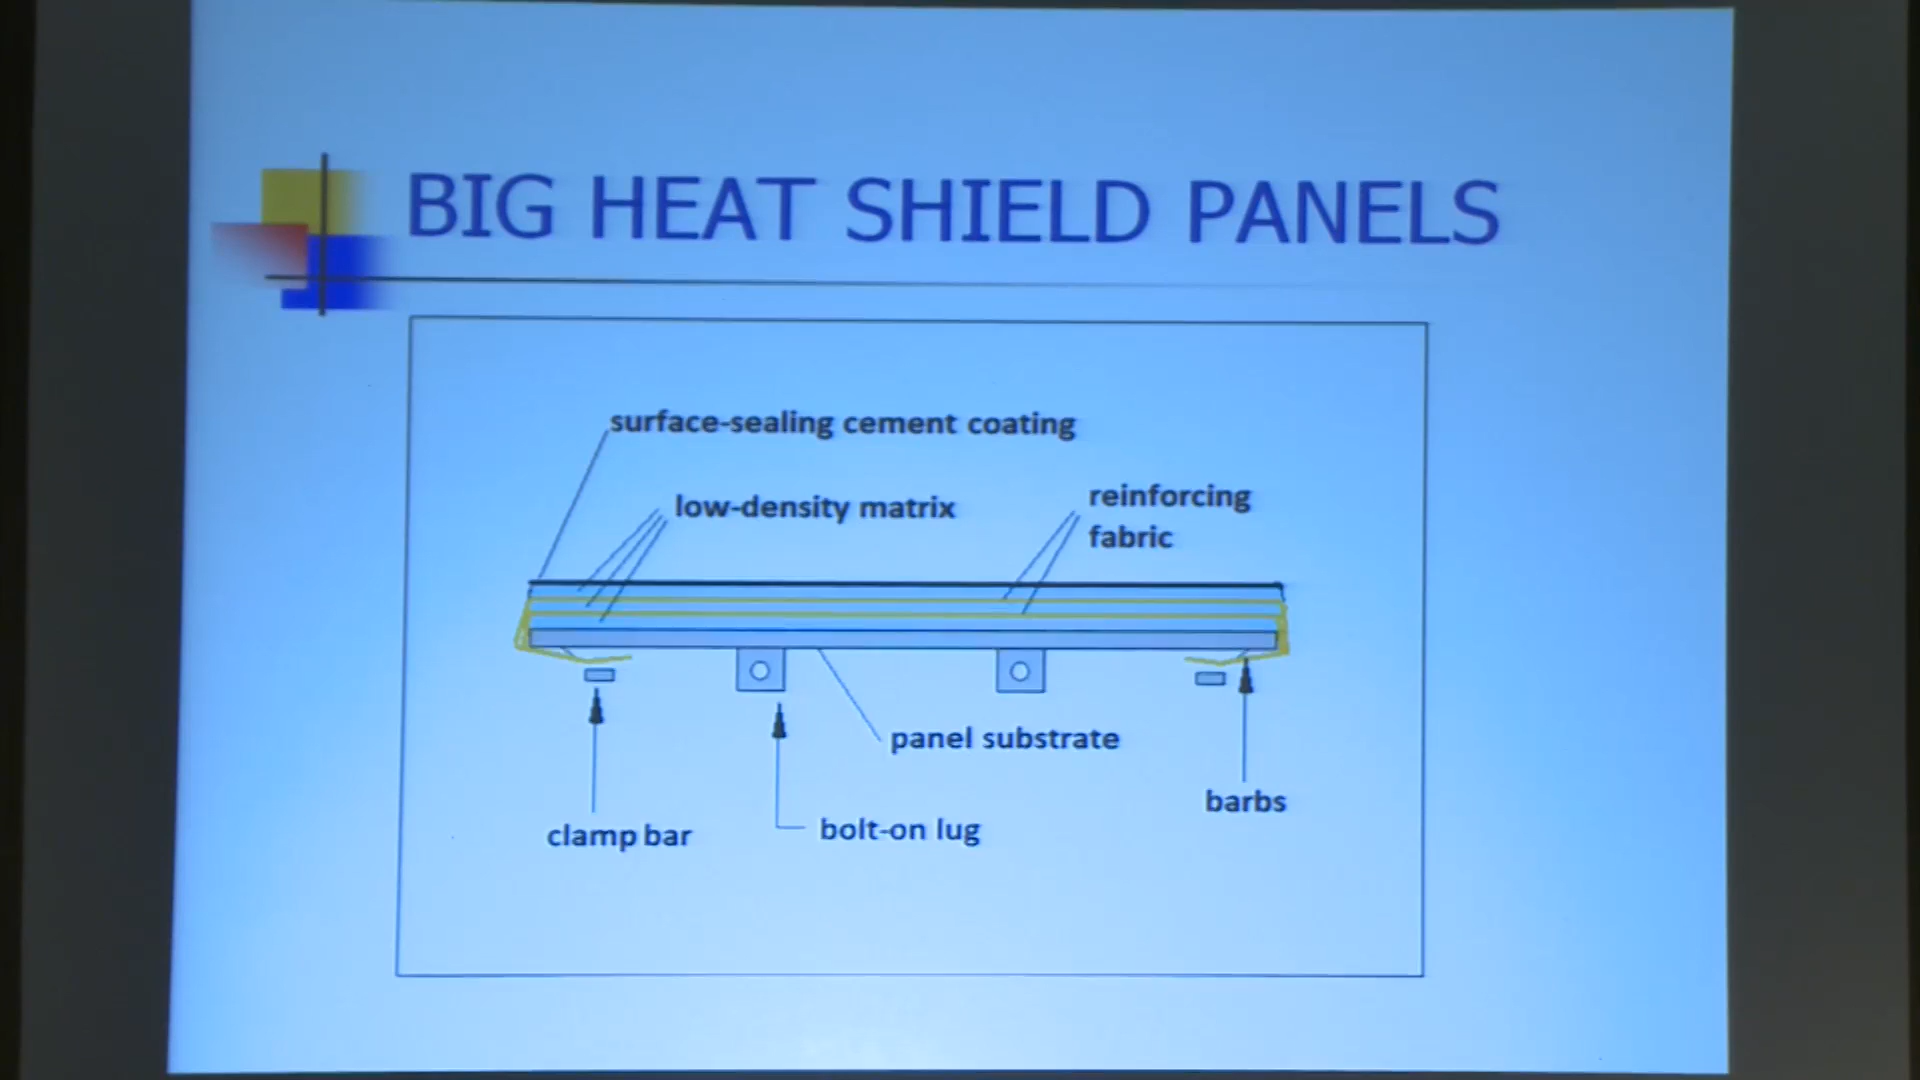 BIG HEAT SHIELD PANELS
surface-sealing cement coating
low-density matrix
reinforcing
fabric
panel substrate
barbs
clamp bar
bolt-on lug